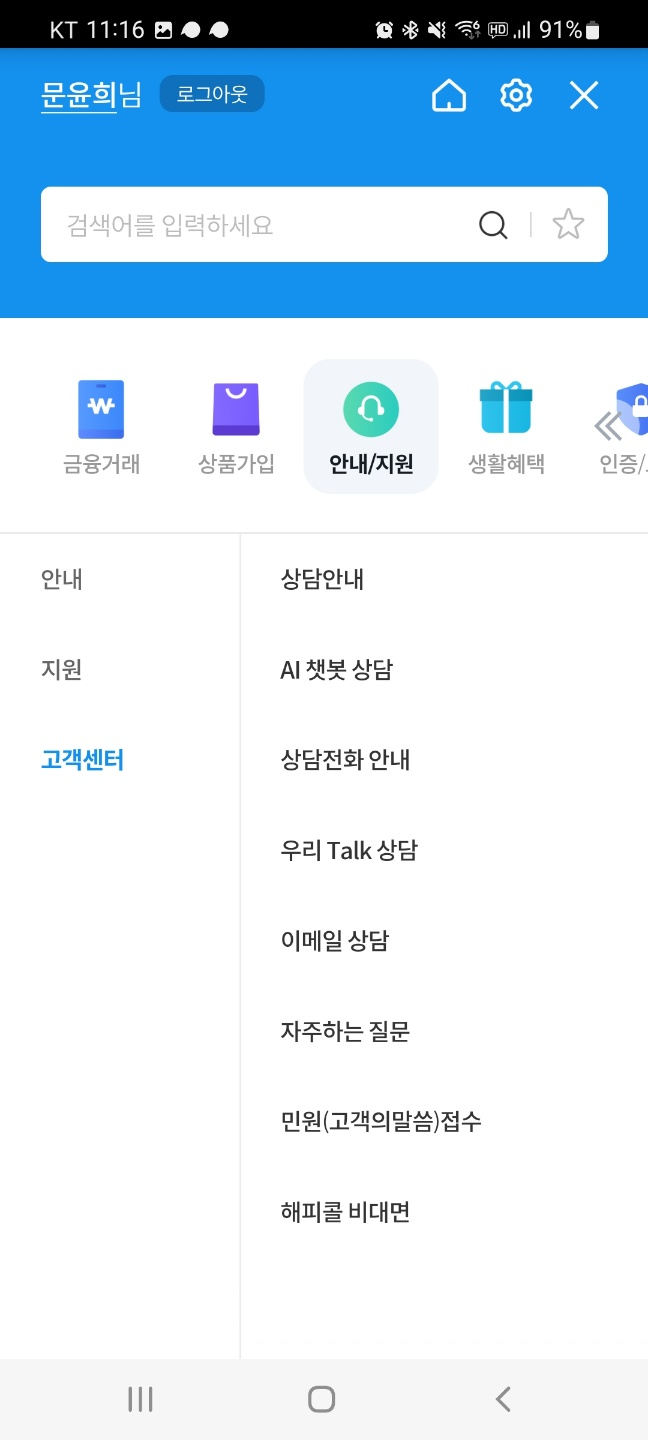 KT 11:16 HD 91%
문윤희님 로그아웃
검색어를 입력하세요
금융거래 상품가입 안내/지원 생활혜택 인증/
안내
지원
고객센터
상담안내
AI 챗봇 상담
상담전화 안내
우리 Talk 상담
이메일 상담
자주하는 질문
민원(고객의말씀)접수
해피콜 비대면